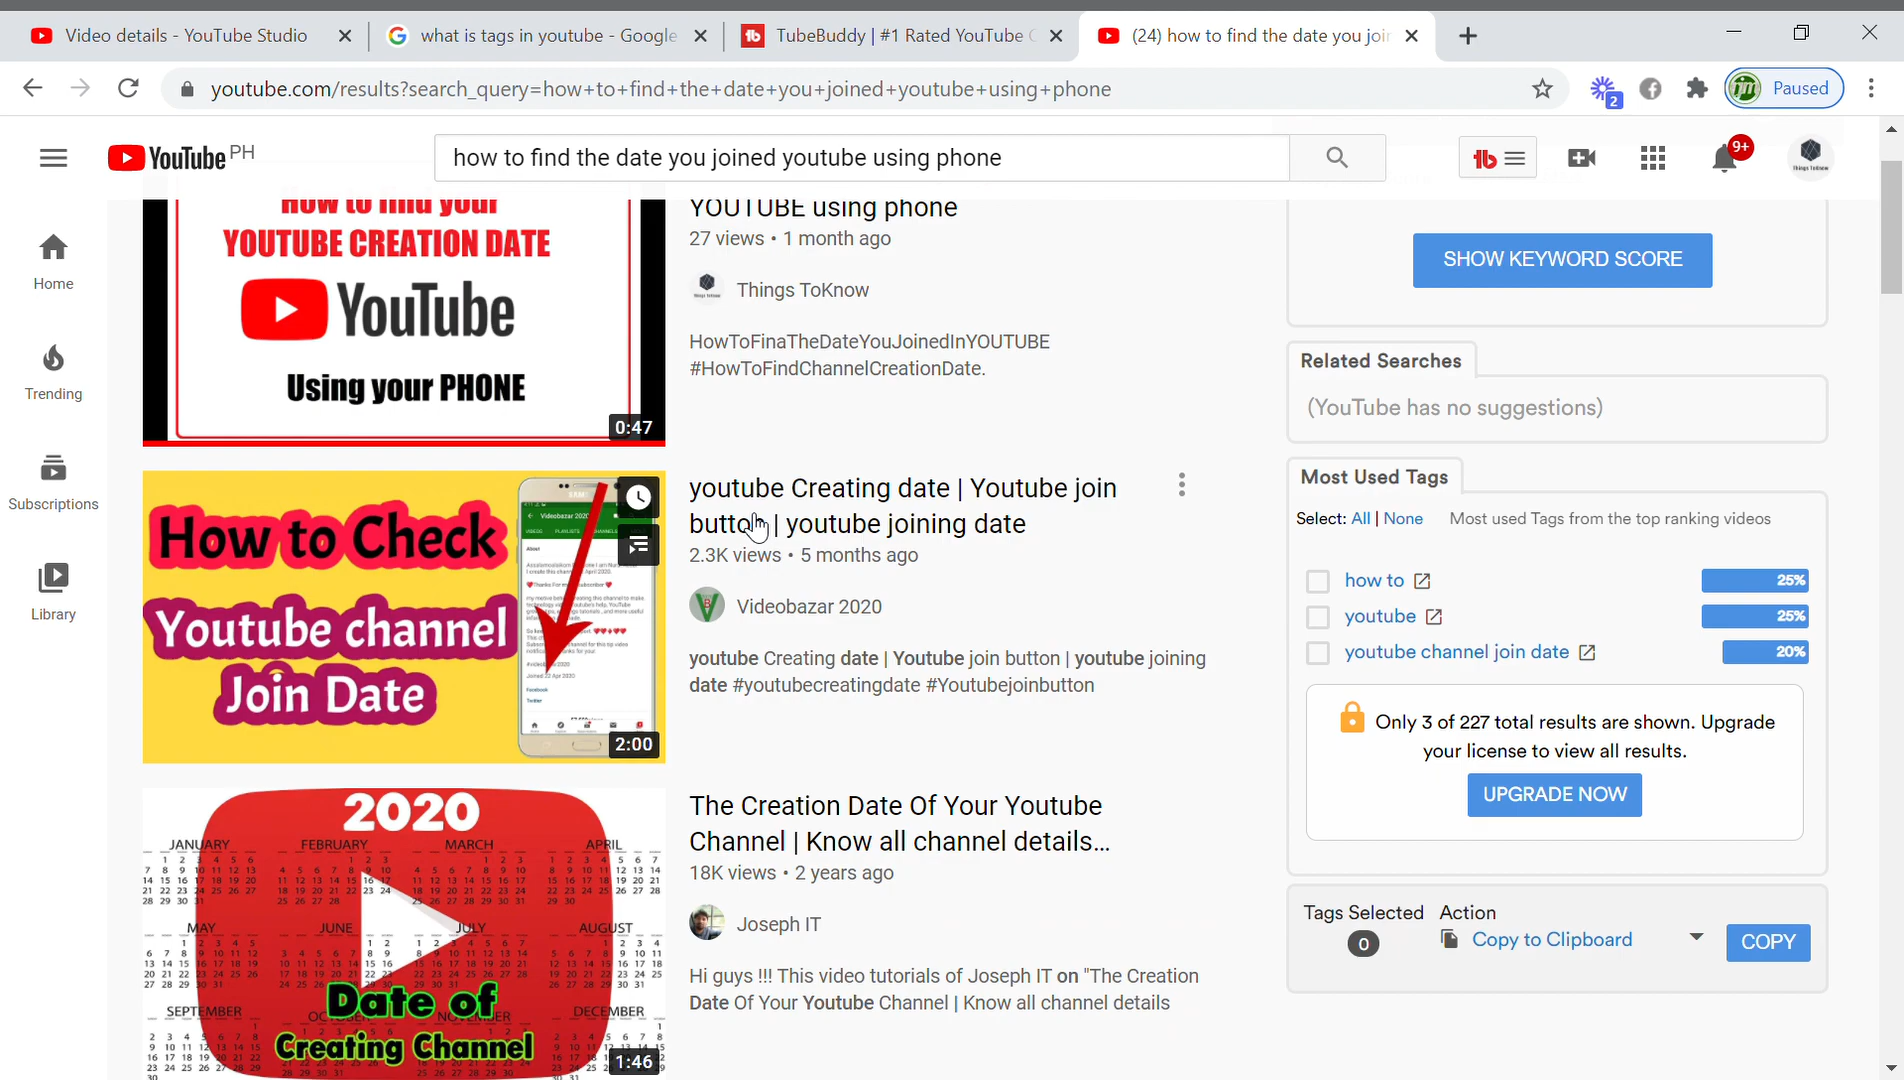 Video details - YouTube Studio
what is tags in youtube - Google
TubeBuddy | #1 Rated YouTube
(24) how to find the date you joi
youtube.com/results?search_query=how+to+find+the+date+you+joined+youtube+using+phone
2
Paused
YouTube PH
how to find the date you joined youtube using phone
9+
Home
Trending
Subscriptions
Library
How to find your
YOUTUBE CREATION DATE
YouTube
Using your PHONE
0:47
YOUTUBE using phone
27 views • 1 month ago
Things ToKnow
HowToFinaTheDateYouJoinedInYOUTUBE
#HowToFindChannelCreationDate.
How to Check
Youtube channel
Join Date
Videobazar 2020
2:00
youtube Creating date | Youtube join
button | youtube joining date
2.3K views • 5 months ago
Videobazar 2020
youtube Creating date | Youtube join button | youtube joining
date #youtubecreatingdate #Youtubejoinbutton
2020
JANUARY FEBRUARY MARCH APRIL
MAY JUNE JULY AUGUST
SEPTEMBER DECEMBER
Date of
Creating Channel
1:46
The Creation Date Of Your Youtube
Channel | Know all channel details...
18K views • 2 years ago
Joseph IT
Hi guys !!! This video tutorials of Joseph IT on "The Creation
Date Of Your Youtube Channel | Know all channel details
SHOW KEYWORD SCORE
Related Searches
(YouTube has no suggestions)
Most Used Tags
Select: All | None Most used Tags from the top ranking videos
how to 25%
youtube 25%
youtube channel join date 20%
Only 3 of 227 total results are shown. Upgrade
your license to view all results.
UPGRADE NOW
Tags Selected Action
0 Copy to Clipboard COPY